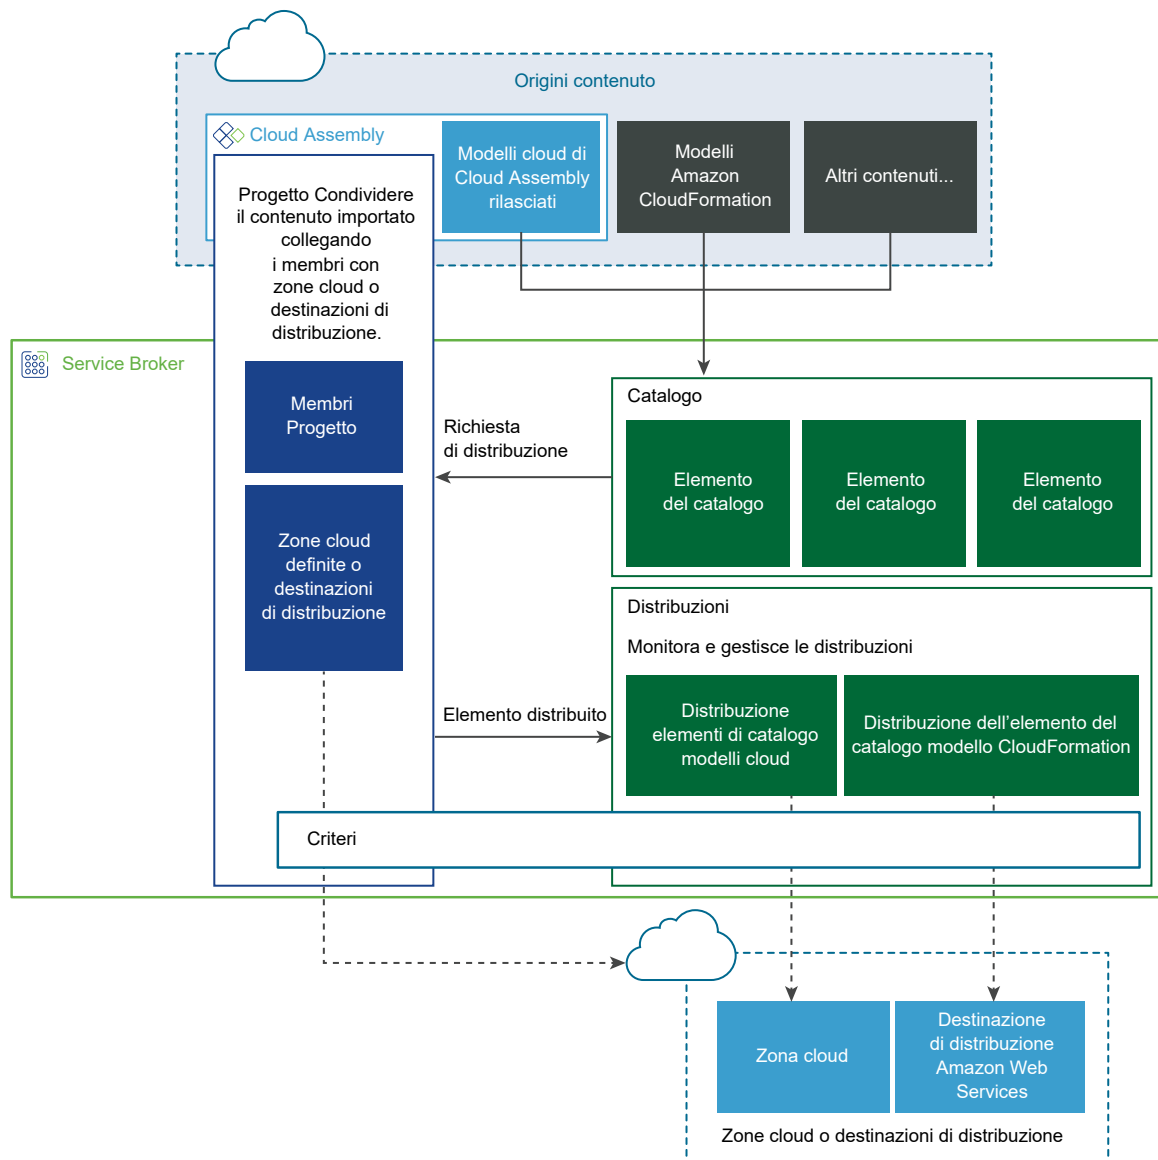 Origini contenuto
Cloud Assembly
Modelli cloud di
Cloud Assembly
rilasciati
Modelli
Amazon
CloudFormation
Altri contenuti...
Progetto Condividere
il contenuto importato
collegando
i membri con
zone cloud o
destinazioni di
distribuzione.
Service Broker
Membri
Progetto
Zone cloud
definite o
destinazioni
di distribuzione
Richiesta
di distribuzione
Catalogo
Elemento
del catalogo
Elemento
del catalogo
Elemento
del catalogo
Distribuzioni
Monitora e gestisce le distribuzioni
Elemento distribuito
Distribuzione
elementi di catalogo
modelli cloud
Distribuzione dell’elemento del
catalogo modello CloudFormation
Criteri
Zona cloud
Destinazione
di distribuzione
Amazon Web
Services
Zone cloud o destinazioni di distribuzione